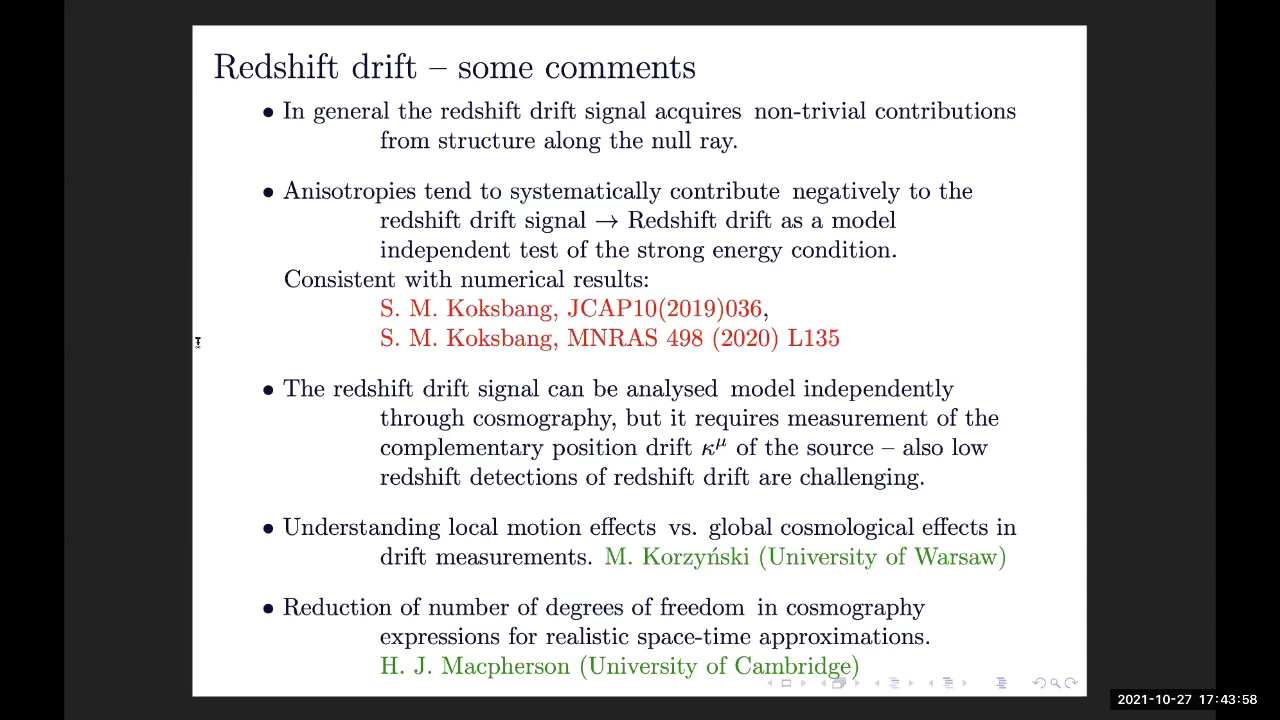 Redshift drift – some comments
• In general the redshift drift signal acquires non-trivial contributions
from structure along the null ray.
• Anisotropies tend to systematically contribute negatively to the
redshift drift signal → Redshift drift as a model
independent test of the strong energy condition.
Consistent with numerical results:
S. M. Koksbang, JCAP10(2019)036,
S. M. Koksbang, MNRAS 498 (2020) L135
• The redshift drift signal can be analysed model independently
through cosmography, but it requires measurement of the
complementary position drift κ^μ of the source – also low
redshift detections of redshift drift are challenging.
• Understanding local motion effects vs. global cosmological effects in
drift measurements. M. Korzyński (University of Warsaw)
• Reduction of number of degrees of freedom in cosmography
expressions for realistic space-time approximations.
H. J. Macpherson (University of Cambridge)
2021-10-27 17:43:58